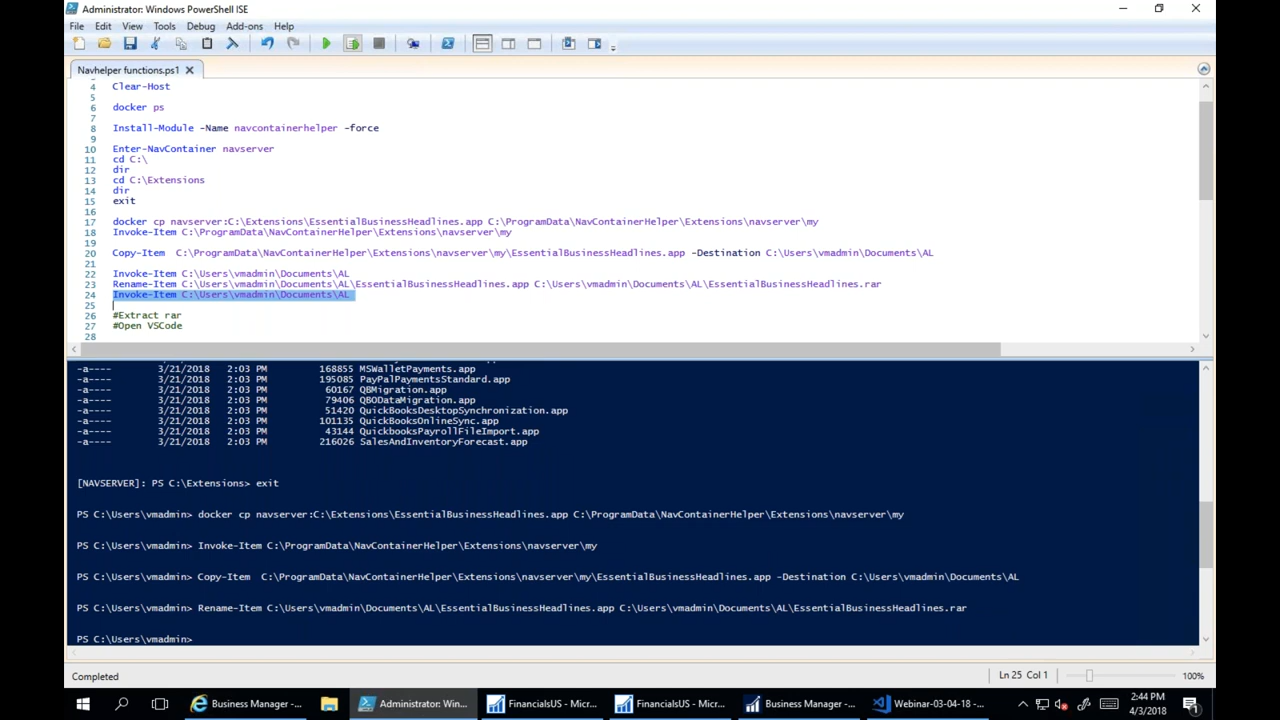 Administrator: Windows PowerShell ISE
File Edit View Tools Debug Add-ons Help
Navhelper functions.ps1
4 Clear-Host
5
6 docker ps
7
8 Install-Module -Name navcontainerhelper -force
9
10 Enter-NavContainer navserver
11 cd C:\
12 dir
13 cd C:\Extensions
14 dir
15 exit
16
17 docker cp navserver:C:\Extensions\EssentialBusinessHeadlines.app C:\ProgramData\NavContainerHelper\Extensions\navserver\my
18 Invoke-Item C:\ProgramData\NavContainerHelper\Extensions\navserver\my
19
20 Copy-Item  C:\ProgramData\NavContainerHelper\Extensions\navserver\my\EssentialBusinessHeadlines.app -Destination C:\Users\vmadmin\Documents\AL
21
22 Invoke-Item C:\Users\vmadmin\Documents\AL
23 Rename-Item C:\Users\vmadmin\Documents\AL\EssentialBusinessHeadlines.app C:\Users\vmadmin\Documents\AL\EssentialBusinessHeadlines.rar
24 Invoke-Item C:\Users\vmadmin\Documents\AL
25
26 #Extract rar
27 #Open VSCode
28
-a---- 3/21/2018 2:03 PM 168855 MSWalletPayments.app
-a---- 3/21/2018 2:03 PM 195085 PayPalPaymentsStandard.app
-a---- 3/21/2018 2:03 PM 60167 QBMigration.app
-a---- 3/21/2018 2:03 PM 79406 QBODataMigration.app
-a---- 3/21/2018 2:03 PM 51420 QuickBooksDesktopSynchronization.app
-a---- 3/21/2018 2:03 PM 101135 QuickBooksOnlineSync.app
-a---- 3/21/2018 2:03 PM 43144 QuickbooksPayrollFileImport.app
-a---- 3/21/2018 2:03 PM 216026 SalesAndInventoryForecast.app
[NAVSERVER]: PS C:\Extensions> exit
PS C:\Users\vmadmin> docker cp navserver:C:\Extensions\EssentialBusinessHeadlines.app C:\ProgramData\NavContainerHelper\Extensions\navserver\my
PS C:\Users\vmadmin> Invoke-Item C:\ProgramData\NavContainerHelper\Extensions\navserver\my
PS C:\Users\vmadmin> Copy-Item  C:\ProgramData\NavContainerHelper\Extensions\navserver\my\EssentialBusinessHeadlines.app -Destination C:\Users\vmadmin\Documents\AL
PS C:\Users\vmadmin> Rename-Item C:\Users\vmadmin\Documents\AL\EssentialBusinessHeadlines.app C:\Users\vmadmin\Documents\AL\EssentialBusinessHeadlines.rar
PS C:\Users\vmadmin>
Completed Ln 25 Col 1 100%
Business Manager -... Administrator: Win... FinancialsUS - Micr... FinancialsUS - Micr... Business Manager -... Webinar-03-04-18 -... 2:44 PM
4/3/2018